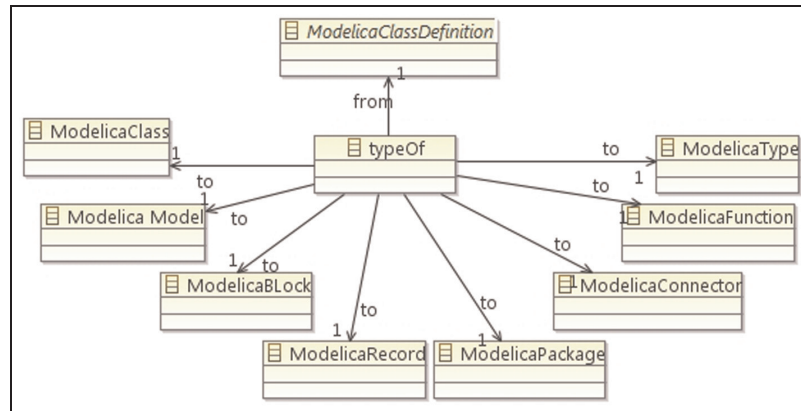 ModelicaClassDefinition
1
from
ModelicaClass
1
typeOf
to
ModelicaType
1
to
1
Modelica Model
to
to
1
ModelicaFunction
1
to
ModelicaBLock
to
1
ModelicaConnector
to
1
ModelicaRecord
to
1
ModelicaPackage